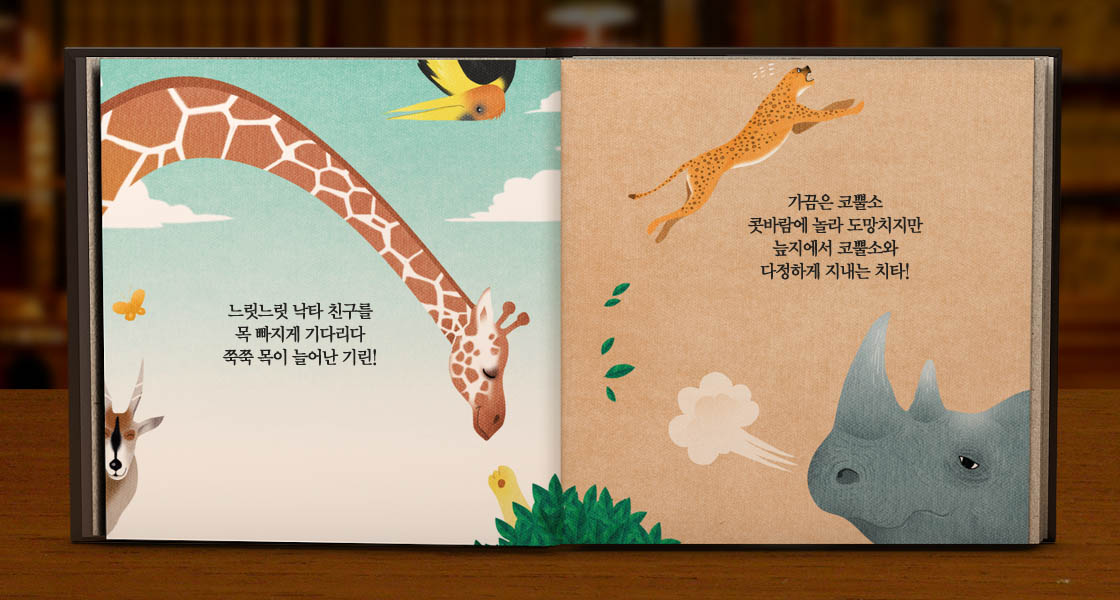 느릿느릿 낙타 친구를
목 빠지게 기다리다
쭉쭉 목이 늘어난 기린!
가끔은 코뿔소
콧바람에 놀라 도망치지만
늪지에서 코뿔소와
다정하게 지내는 치타!